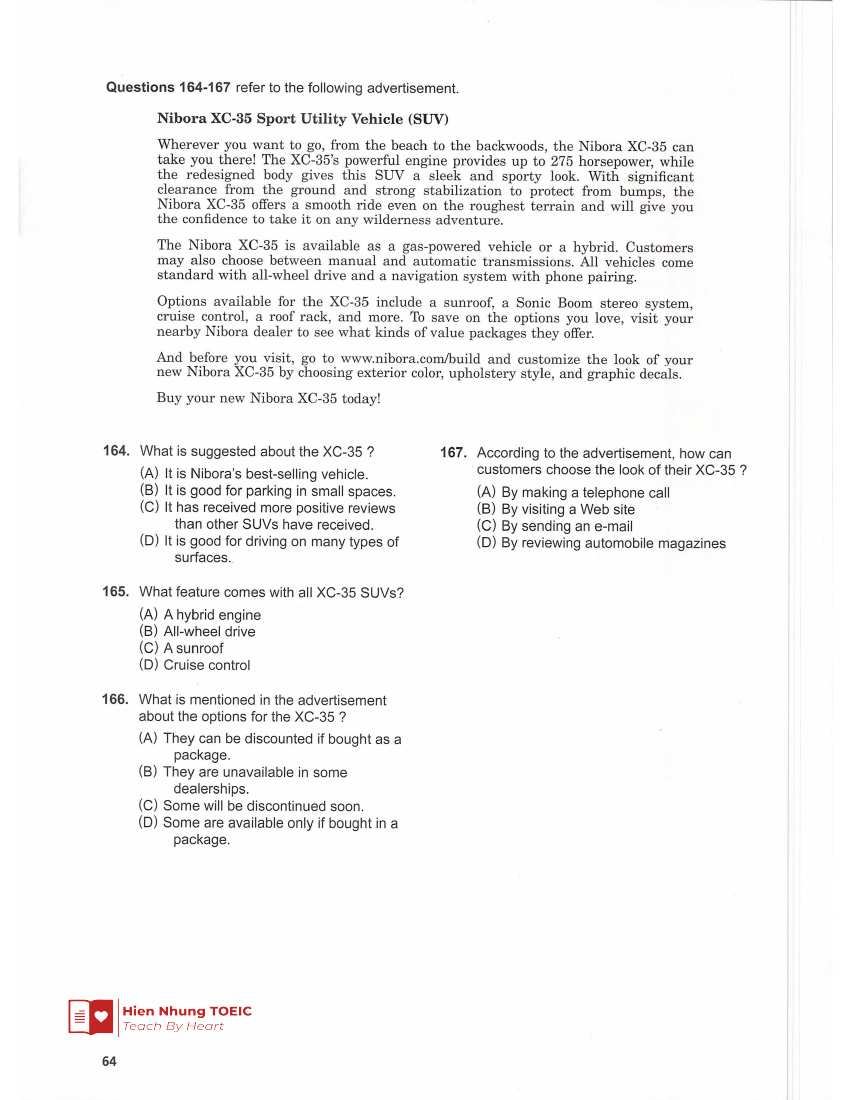 Questions 164-167 refer to the following advertisement.
Nibora XC-35 Sport Utility Vehicle (SUV)
Wherever you want to go, from the beach to the backwoods, the Nibora XC-35 can
take you there! The XC-35's powerful engine provides up to 275 horsepower, while
the redesigned body gives this SUV a sleek and sporty look. With significant
clearance from the ground and strong stabilization to protect from bumps, the
Nibora XC-35 offers a smooth ride even on the roughest terrain and will give you
the confidence to take it on any wilderness adventure.
The Nibora XC-35 is available as a gas-powered vehicle or a hybrid. Customers
may also choose between manual and automatic transmissions. All vehicles come
standard with all-wheel drive and a navigation system with phone pairing.
Options available for the XC-35 include a sunroof, a Sonic Boom stereo system,
cruise control, a roof rack, and more. To save on the options you love, visit your
nearby Nibora dealer to see what kinds of value packages they offer.
And before you visit, go to www.nibora.com/build and customize the look of your
new Nibora XC-35 by choosing exterior color, upholstery style, and graphic decals.
Buy your new Nibora XC-35 today!
164. What is suggested about the XC-35 ?
(A) It is Nibora's best-selling vehicle.
(B) It is good for parking in small spaces.
(C) It has received more positive reviews
than other SUVs have received.
(D) It is good for driving on many types of
surfaces.
165. What feature comes with all XC-35 SUVs?
(A) A hybrid engine
(B) All-wheel drive
(C) A sunroof
(D) Cruise control
166. What is mentioned in the advertisement
about the options for the XC-35 ?
(A) They can be discounted if bought as a
package.
(B) They are unavailable in some
dealerships.
(C) Some will be discontinued soon.
(D) Some are available only if bought in a
package.
167. According to the advertisement, how can
customers choose the look of their XC-35 ?
(A) By making a telephone call
(B) By visiting a Web site
(C) By sending an e-mail
(D) By reviewing automobile magazines
Hien Nhung TOEIC
Teach By Heart
64